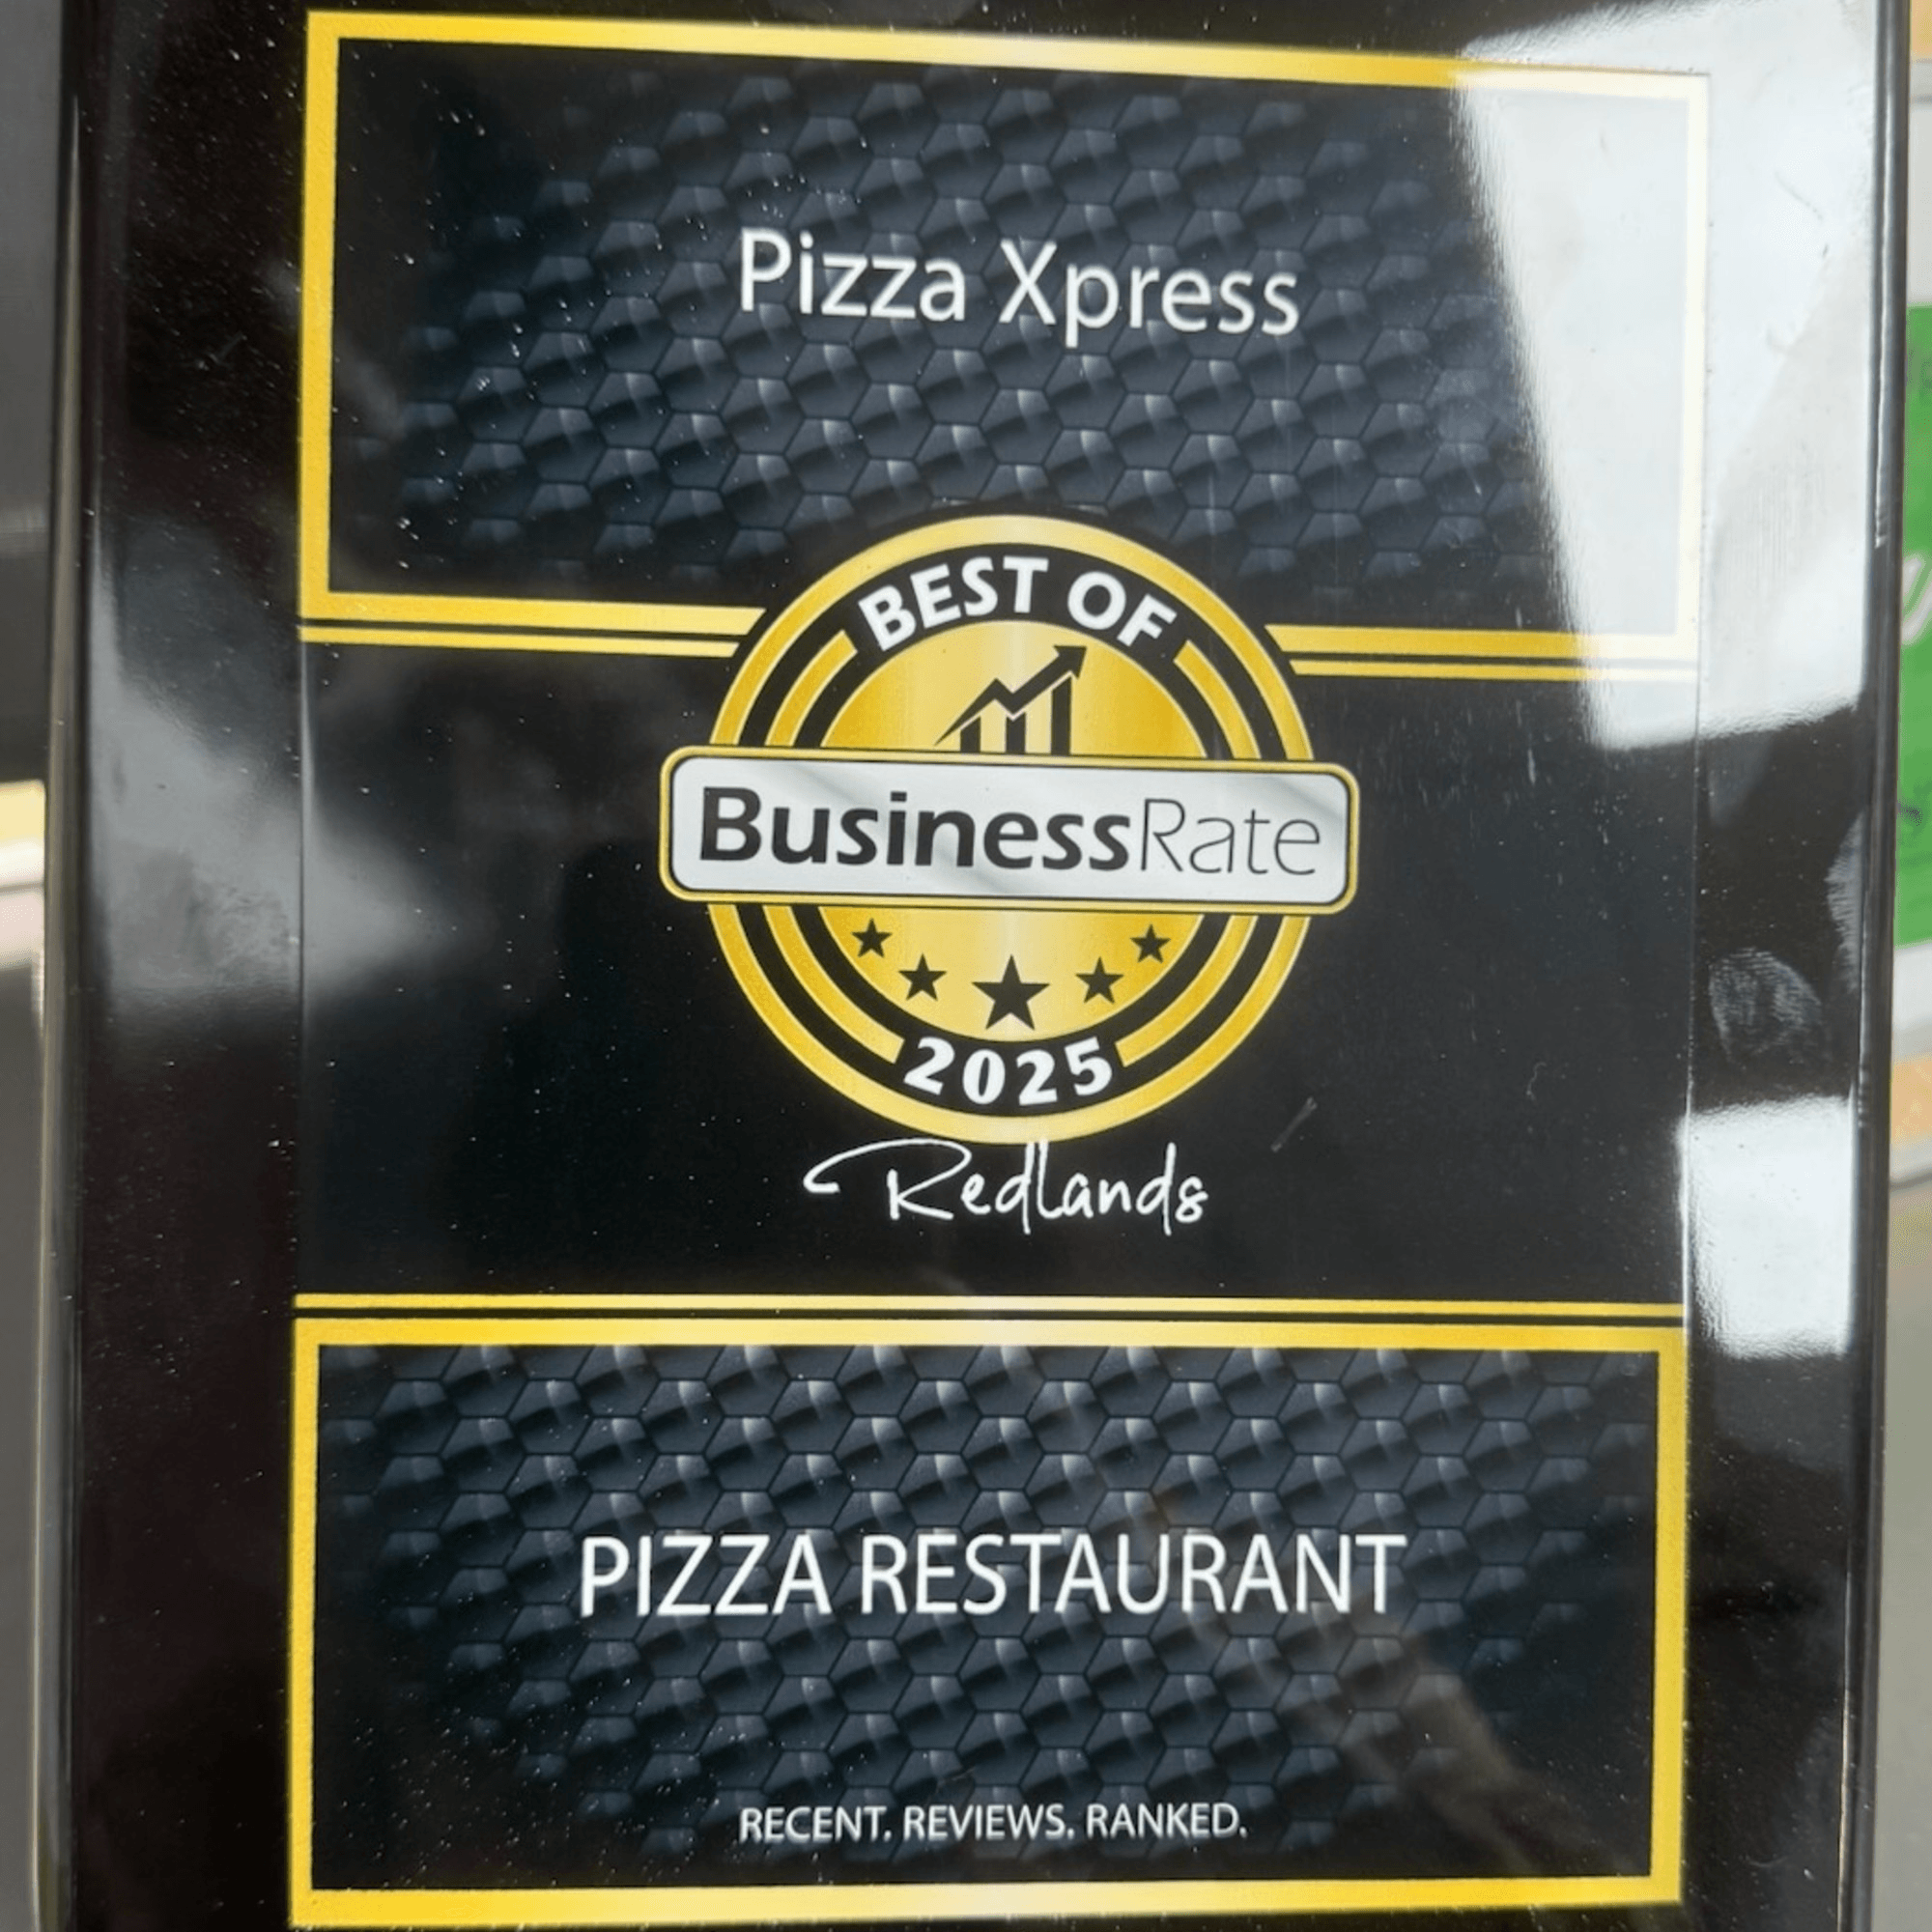 Pizza Xpress
BEST OF
BusinessRate
2025
Redlands
PIZZA RESTAURANT
RECENT. REVIEWS. RANKED.